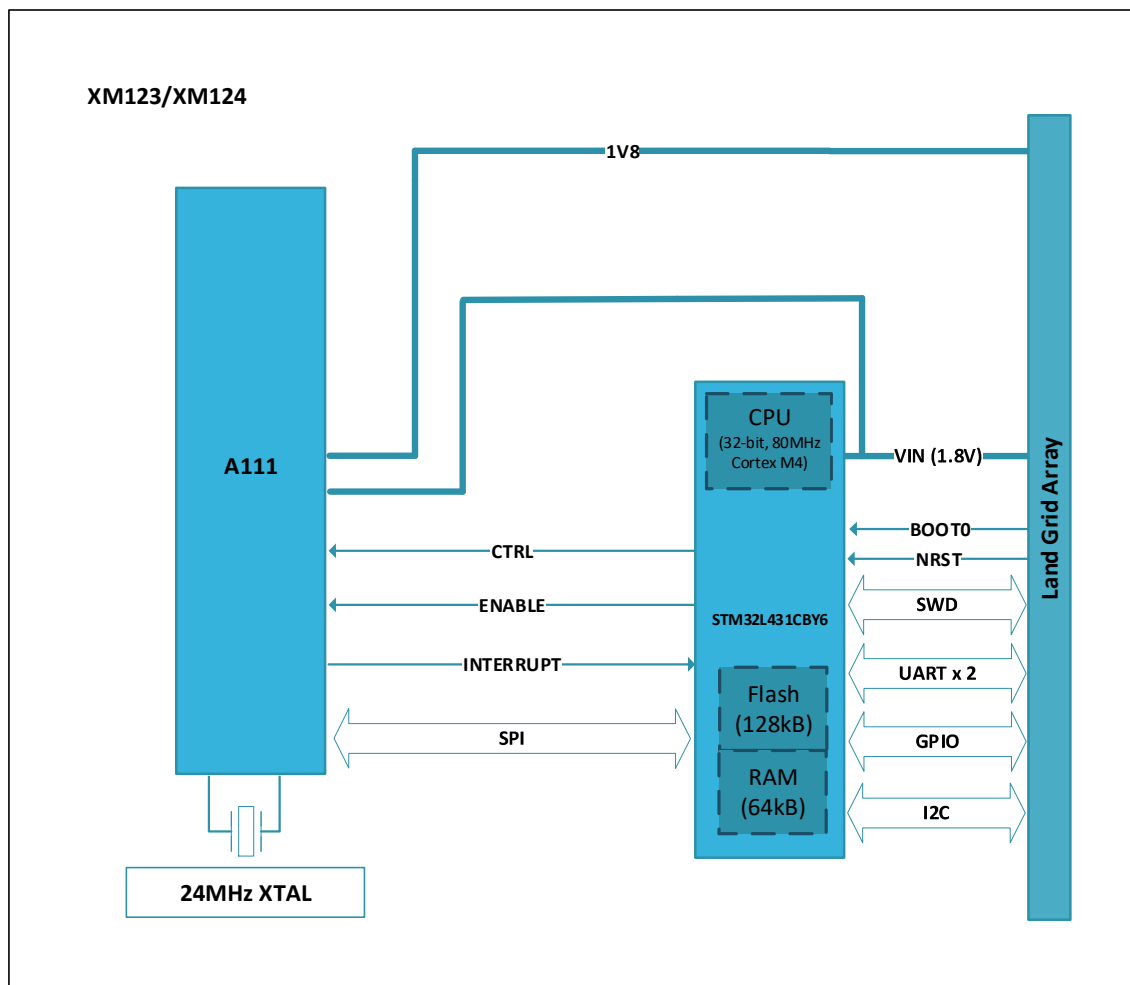 XM123/XM124
1V8
A111
CPU
(32-bit, 80MHz
Cortex M4)
VIN (1.8V)
Land Grid Array
BOOT0
CTRL
NRST
ENABLE
SWD
STM32L431CBY6
INTERRUPT
UART x 2
Flash
(128kB)
SPI
GPIO
RAM
(64kB)
I2C
24MHz XTAL